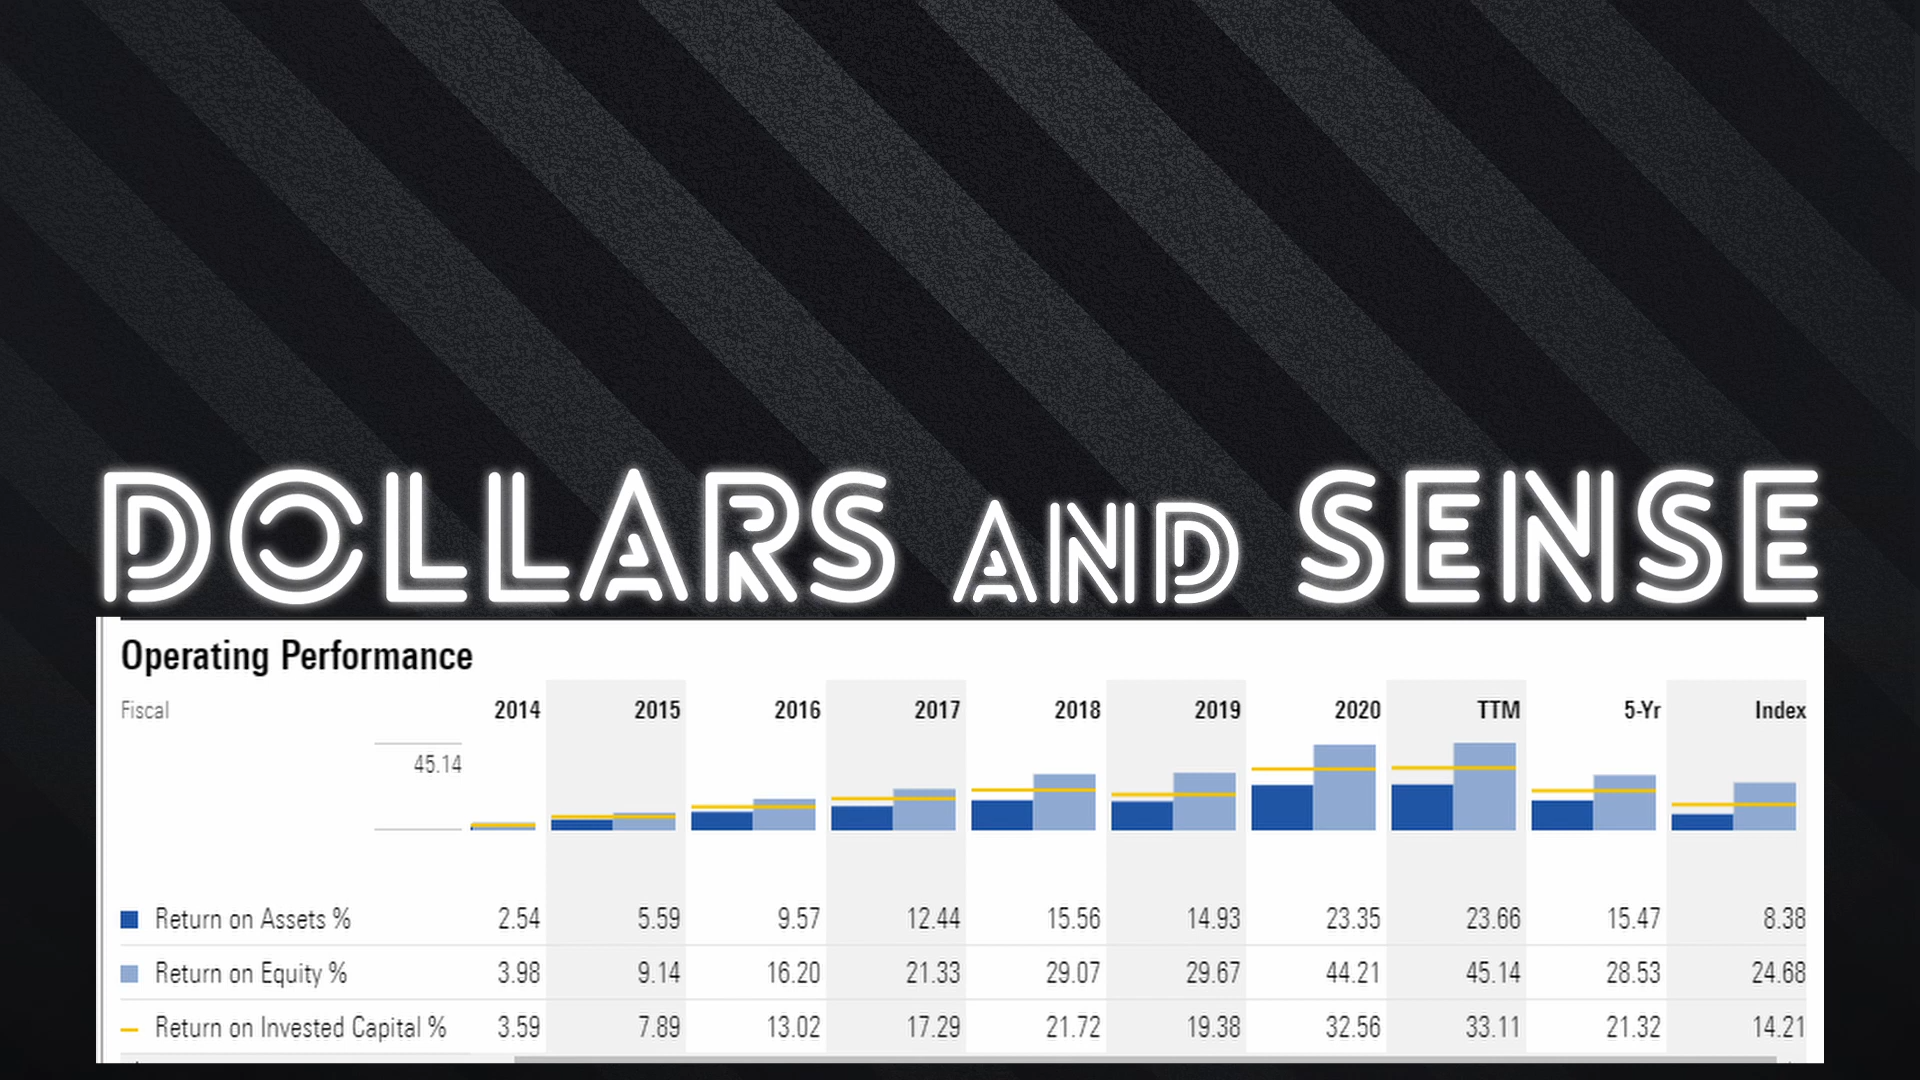 DOLLARS AND SENSE
Operating Performance
Fiscal 2014 2015 2016 2017 2018 2019 2020 TTM 5-Yr Index
45.14
Return on Assets % 2.54 5.59 9.57 12.44 15.56 14.93 23.35 23.66 15.47 8.38
Return on Equity % 3.98 9.14 16.20 21.33 29.07 29.67 44.21 45.14 28.53 24.68
Return on Invested Capital % 3.59 7.89 13.02 17.29 21.72 19.38 32.56 33.11 21.32 14.21